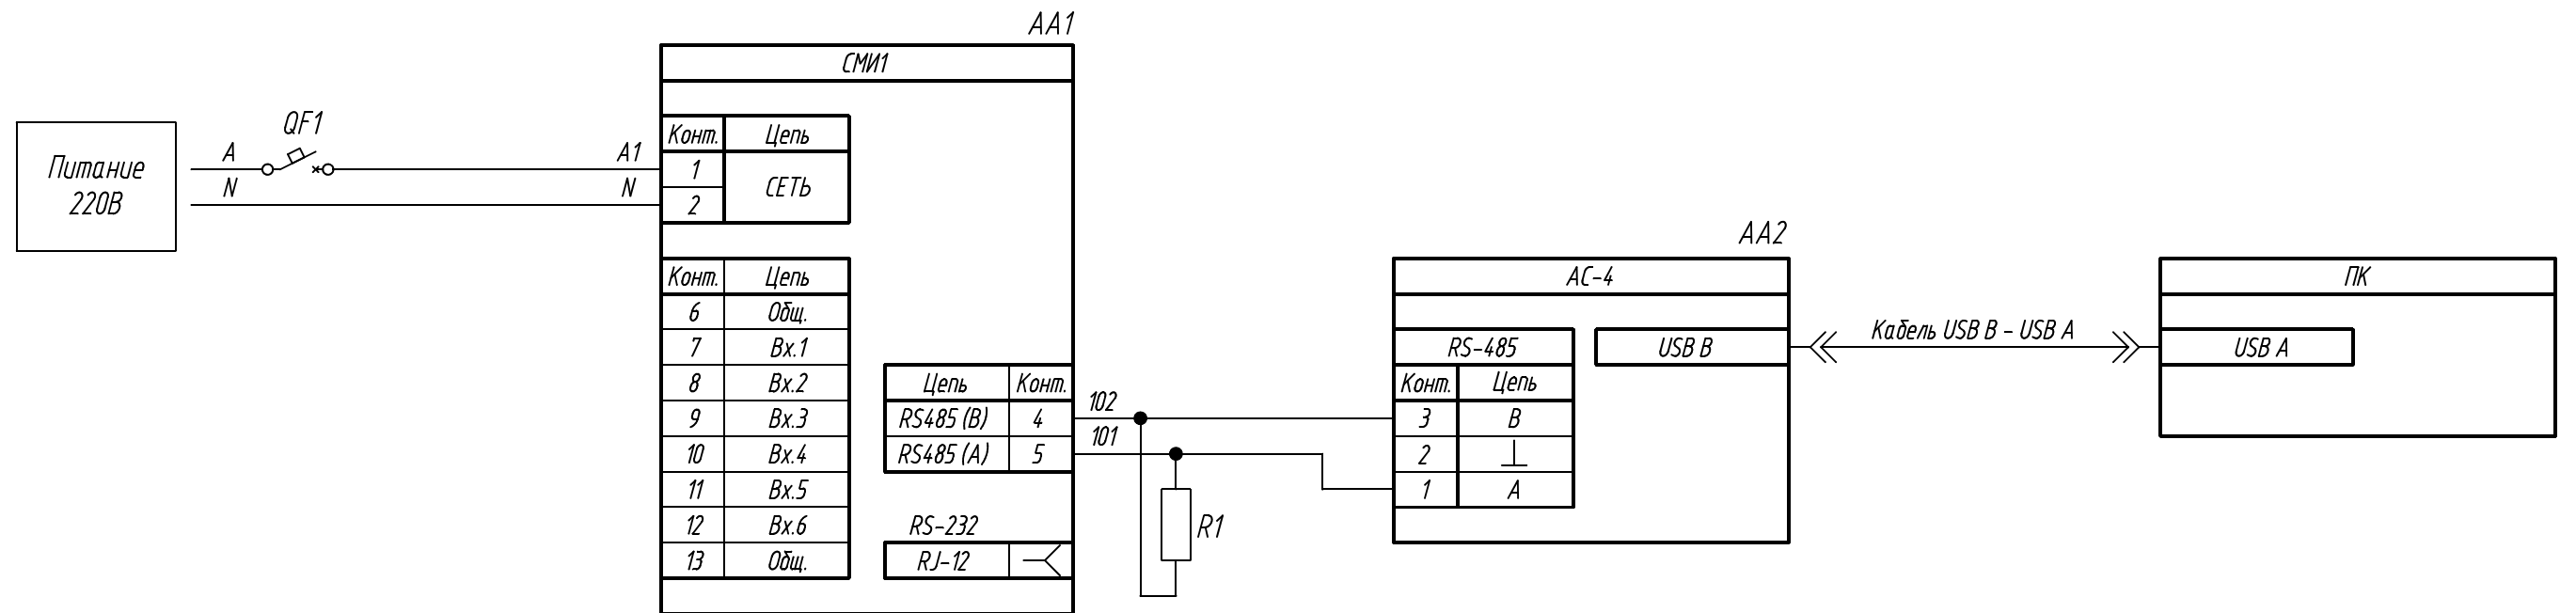 AA1
СМИ1
Питание
220В
QF1
A
N
A1
N
Конт. Цепь
1
2
СЕТЬ
Конт. Цепь
6 Общ.
7 Вх.1
8 Вх.2
9 Вх.3
10 Вх.4
11 Вх.5
12 Вх.6
13 Общ.
Цепь Конт.
RS485 (B) 4
RS485 (A) 5
RS-232
RJ-12
102
101
R1
AA2
АС-4
RS-485
Конт. Цепь
3 B
2
1 A
USB B
Кабель USB B - USB A
ПК
USB A